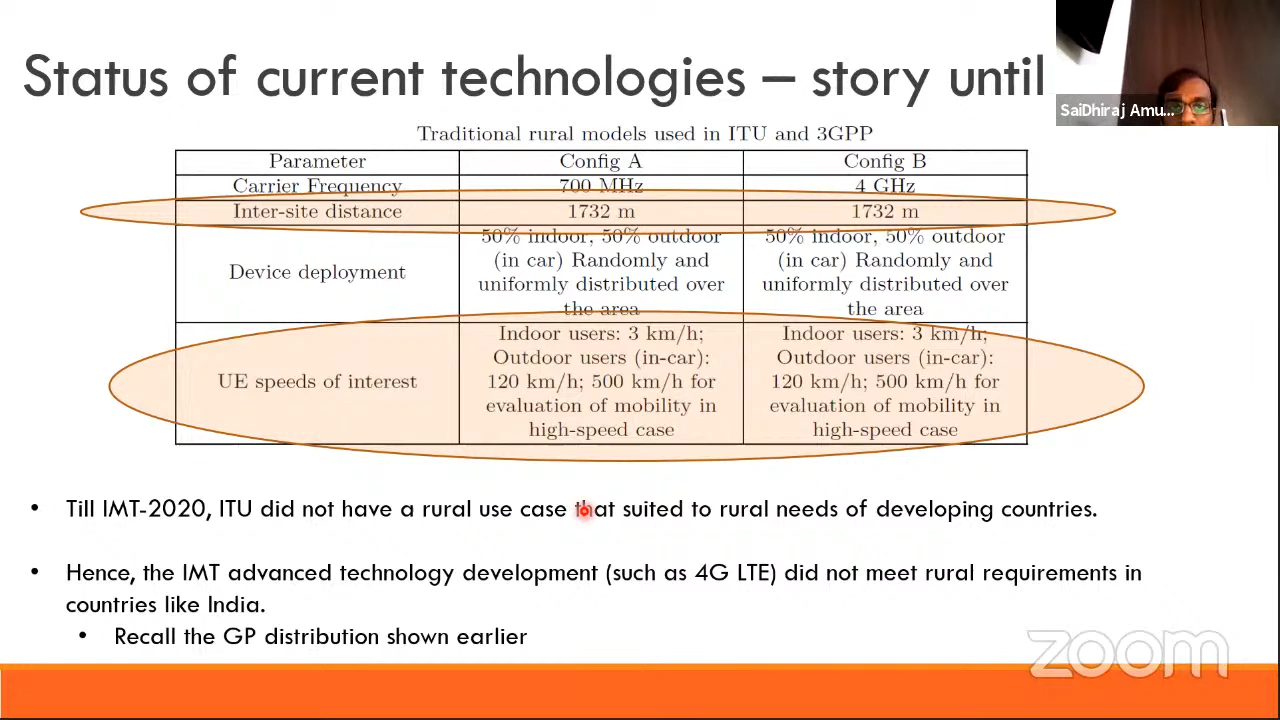 Status of current technologies – story until
SaiDhiraj Amu...
Traditional rural models used in ITU and 3GPP
Parameter Config A Config B
Carrier Frequency 700 MHz 4 GHz
Inter-site distance 1732 m 1732 m
Device deployment
50% indoor, 50% outdoor
(in car) Randomly and
uniformly distributed over
the area
50% indoor, 50% outdoor
(in car) Randomly and
uniformly distributed over
the area
UE speeds of interest
Indoor users: 3 km/h;
Outdoor users (in-car):
120 km/h; 500 km/h for
evaluation of mobility in
high-speed case
Indoor users: 3 km/h;
Outdoor users (in-car):
120 km/h; 500 km/h for
evaluation of mobility in
high-speed case
• Till IMT-2020, ITU did not have a rural use case that suited to rural needs of developing countries.
• Hence, the IMT advanced technology development (such as 4G LTE) did not meet rural requirements in
countries like India.
• Recall the GP distribution shown earlier
zoom